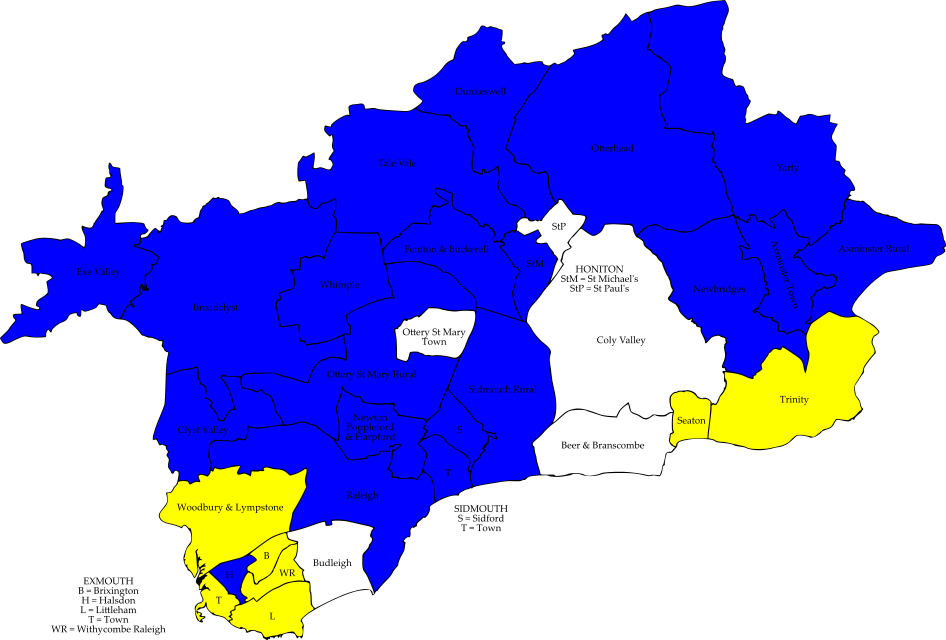 Dunkeswell
Otterhead
Tale Vale
Yarty
StP
Feniton & Buckerell
StM
Axminster Rural
Axminster Town
HONITON
StM = St Michael's
StP = St Paul's
Exe Valley
Whimple
Newbridges
Broadclyst
Ottery St Mary
Town
Coly Valley
Ottery St Mary Rural
Sidmouth Rural
Trinity
Newton
Poppleford
& Harpford
Seaton
Clyst Valley
S
Beer & Branscombe
T
Raleigh
Woodbury & Lympstone
SIDMOUTH
S = Sidford
T = Town
B
Budleigh
H
WR
EXMOUTH
B = Brixington
H = Halsdon
L = Littleham
T = Town
WR = Withycombe Raleigh
T
L